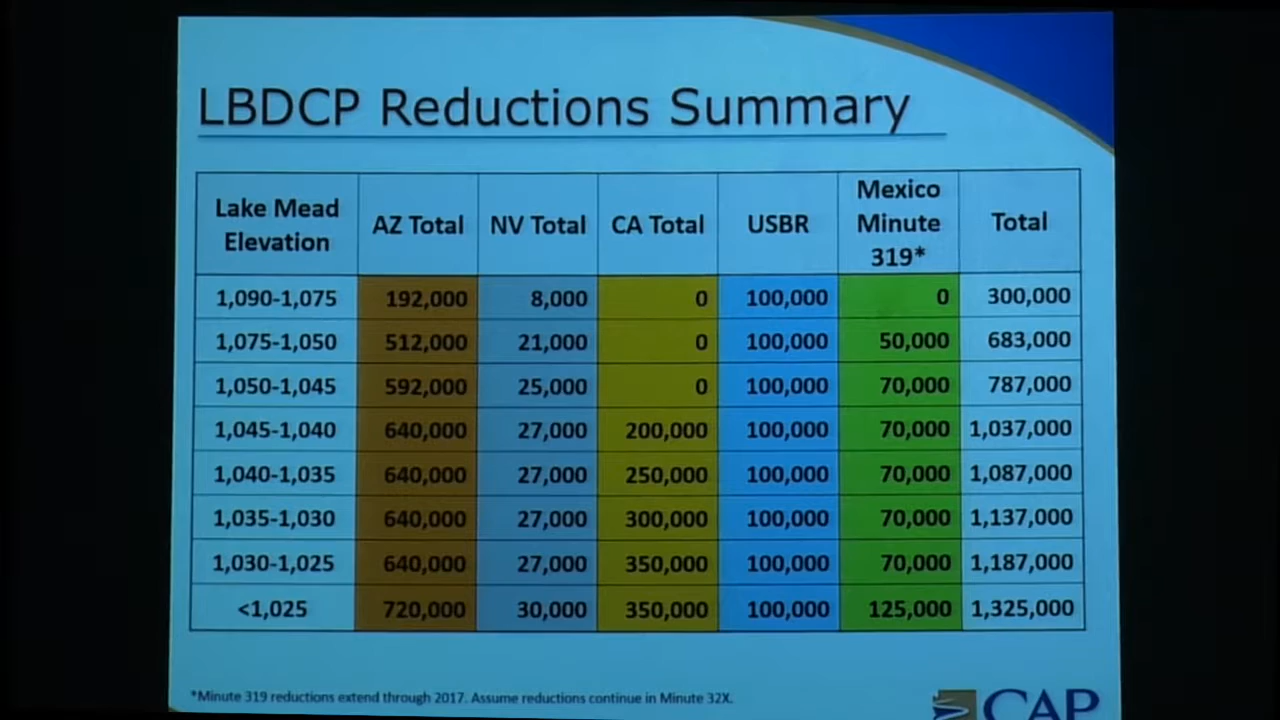 LBDCP Reductions Summary
Lake Mead Elevation AZ Total NV Total CA Total USBR Mexico Minute 319* Total
1,090-1,075 192,000 8,000 0 100,000 0 300,000
1,075-1,050 512,000 21,000 0 100,000 50,000 683,000
1,050-1,045 592,000 25,000 0 100,000 70,000 787,000
1,045-1,040 640,000 27,000 200,000 100,000 70,000 1,037,000
1,040-1,035 640,000 27,000 250,000 100,000 70,000 1,087,000
1,035-1,030 640,000 27,000 300,000 100,000 70,000 1,137,000
1,030-1,025 640,000 27,000 350,000 100,000 70,000 1,187,000
<1,025 720,000 30,000 350,000 100,000 125,000 1,325,000
*Minute 319 reductions extend through 2017. Assume reductions continue in Minute 32X.
CAP